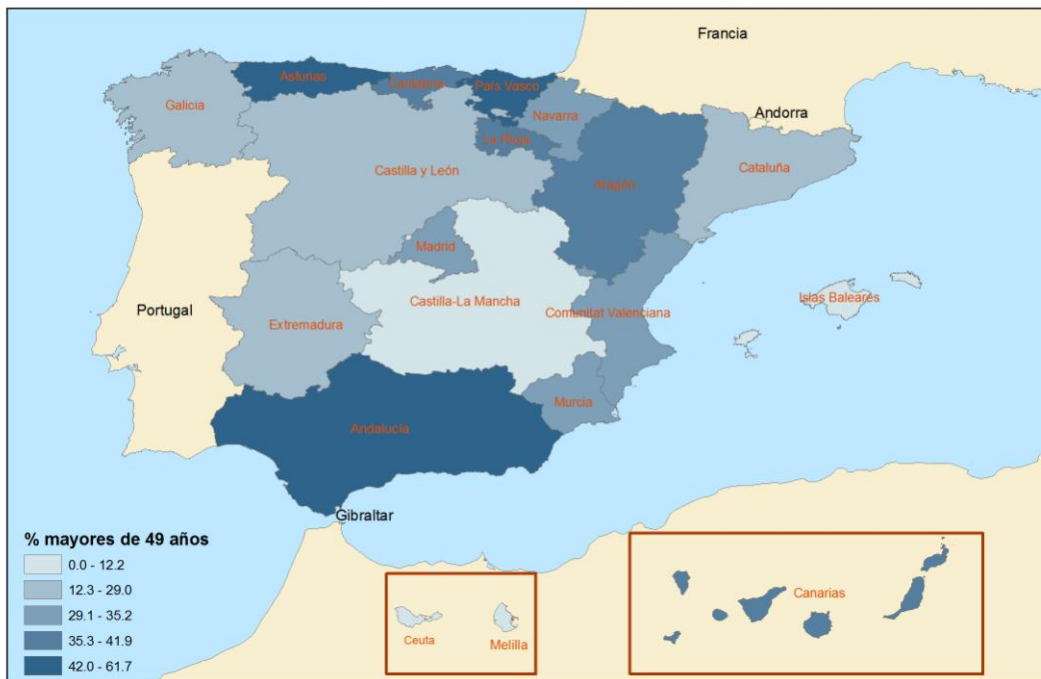 Francia
Asturias
Cantabria
País Vasco
Galicia
Navarra
Andorra
La Rioja
Castilla y León
Cataluña
Aragón
Madrid
Castilla-La Mancha
Islas Baleares
Portugal
Comunitat Valenciana
Extremadura
Murcia
Andalucía
Gibraltar
% mayores de 49 años
0.0 - 12.2
12.3 - 29.0
29.1 - 35.2
35.3 - 41.9
42.0 - 61.7
Ceuta
Melilla
Canarias